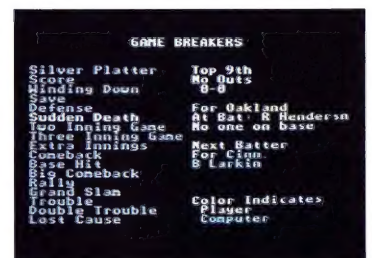 GAME BREAKERS
Silver Platter Top 9th
Score No Outs
Winding Down 0-0
Save
Defense For Oakland
Sudden Death At Bat R Hendersn
Two Inning Game No one on base
Three Inning Game
Extra Innings Next Batter
Comeback For Cinn.
Base Hit B Larkin
Big Comeback
Rally
Grand Slam
Trouble Color Indicates
Double Trouble Player
Lost Cause Computer